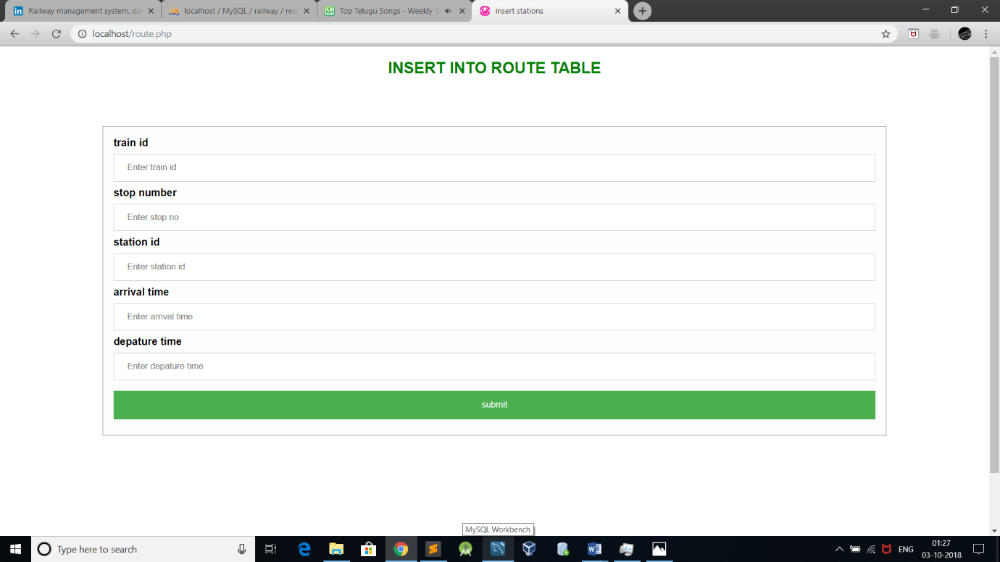 Railway management system, da
localhost / MySQL / railway / rese
Top Telugu Songs - Weekly T
insert stations
localhost/route.php
INSERT INTO ROUTE TABLE
train id
Enter train id
stop number
Enter stop no
station id
Enter station id
arrival time
Enter arrival time
depature time
Enter depature time
submit
MySQL Workbench
Type here to search
ENG
01:27
03-10-2018